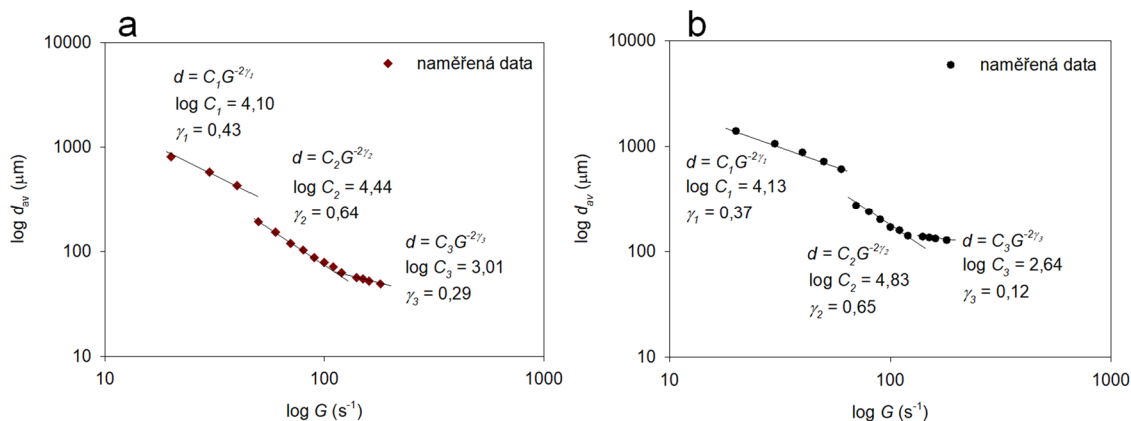 a
10000
1000
100
10
10
100
1000
log d_av (μm)
log G (s⁻¹)
naměřená data
d = C₁G^-2γ₁
log C₁ = 4,10
γ₁ = 0,43
d = C₂G^-2γ₂
log C₂ = 4,44
γ₂ = 0,64
d = C₃G^-2γ₃
log C₃ = 3,01
γ₃ = 0,29
b
10000
1000
100
10
10
100
1000
log d_av (μm)
log G (s⁻¹)
naměřená data
d = C₁G^-2γ₁
log C₁ = 4,13
γ₁ = 0,37
d = C₂G^-2γ₂
log C₂ = 4,83
γ₂ = 0,65
d = C₃G^-2γ₃
log C₃ = 2,64
γ₃ = 0,12